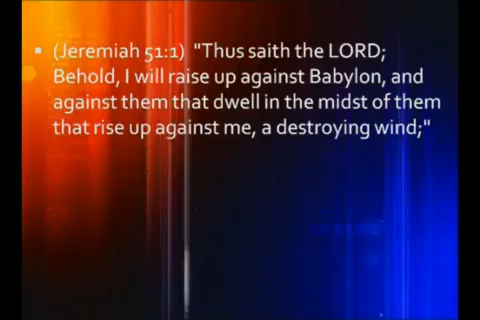 ▪ (Jeremiah 51:1) "Thus saith the LORD;
Behold, I will raise up against Babylon, and
against them that dwell in the midst of them
that rise up against me, a destroying wind;"